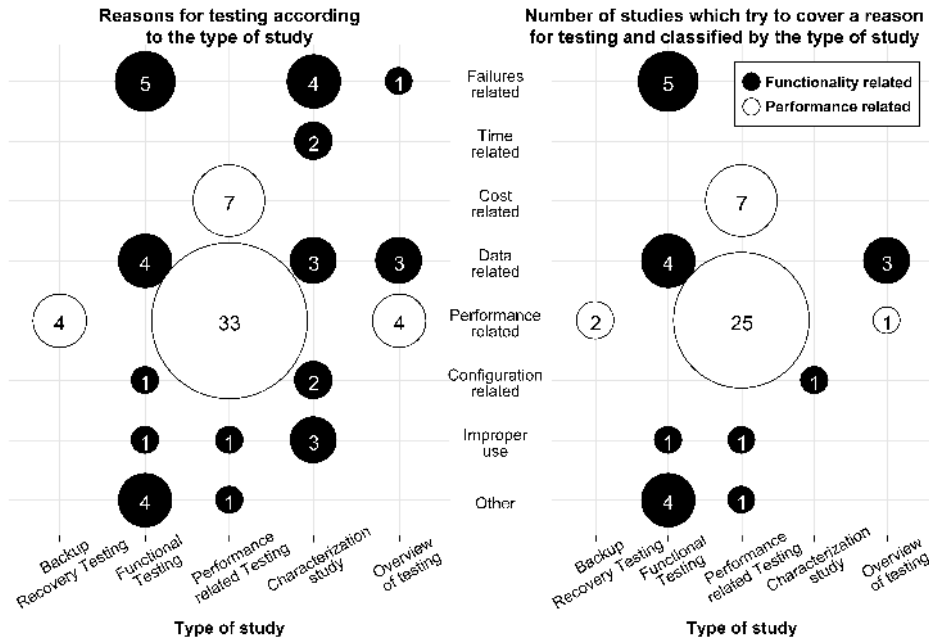 Reasons for testing according
to the type of study
Number of studies which try to cover a reason
for testing and classified by the type of study
Functionality related
Performance related
5
4
1
Failures
related
5
2
Time
related
7
Cost
related
7
4
3
3
Data
related
4
3
4
33
4
Performance
related
2
25
1
1
2
Configuration
related
1
1
1
3
Improper
use
1
1
4
1
Other
4
1
Backup
Recovery Testing
Functional
Testing
Performance
related Testing
Characterization
study
Overview
of testing
Backup
Recovery Testing
Functional
Testing
Performance
related Testing
Characterization
study
Overview
of testing
Type of study
Type of study